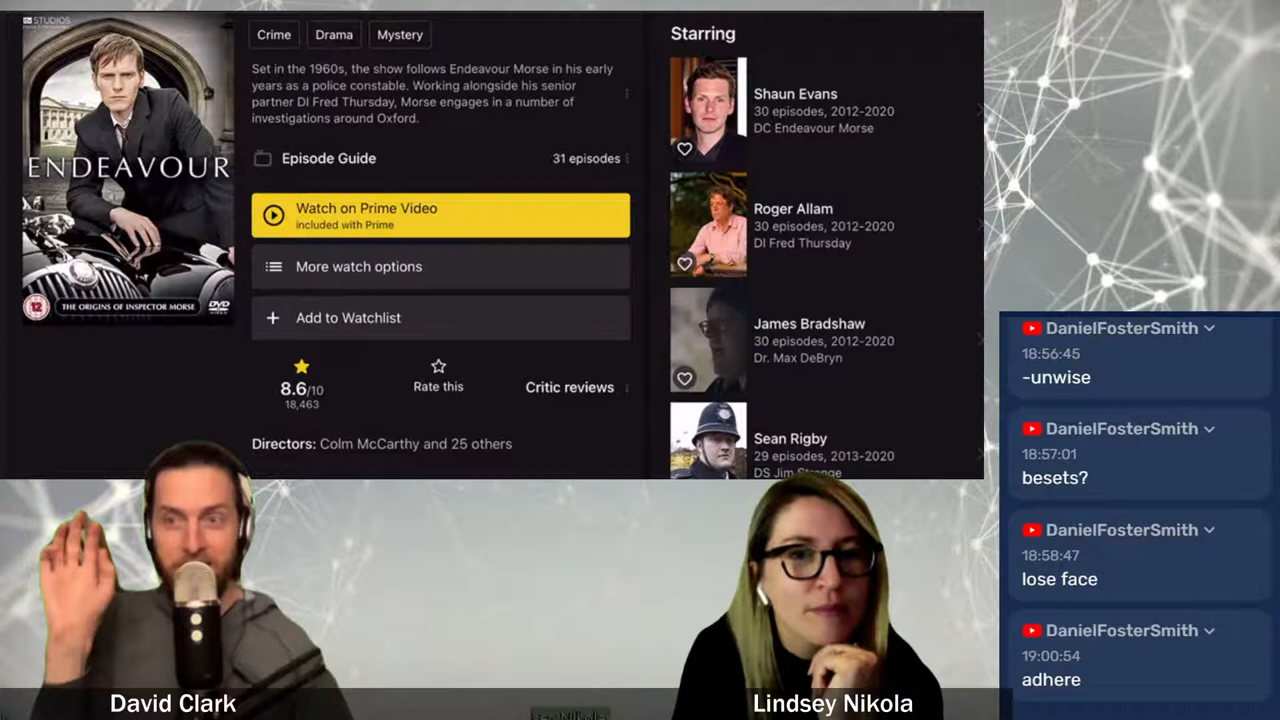 STUDIOS
ENDEAVOUR
12
THE ORIGINS OF INSPECTOR MORSE
DVD
Crime
Drama
Mystery
Set in the 1960s, the show follows Endeavour Morse in his early
years as a police constable. Working alongside his senior
partner DI Fred Thursday, Morse engages in a number of
investigations around Oxford.
Episode Guide
31 episodes
Watch on Prime Video
included with Prime
More watch options
Add to Watchlist
8.6/10
18,463
Rate this
Critic reviews
Directors: Colm McCarthy and 25 others
Starring
Shaun Evans
30 episodes, 2012-2020
DC Endeavour Morse
Roger Allam
30 episodes, 2012-2020
DI Fred Thursday
James Bradshaw
30 episodes, 2012-2020
Dr. Max DeBryn
Sean Rigby
29 episodes, 2013-2020
DS Jim Strange
DanielFosterSmith
18:56:45
-unwise
DanielFosterSmith
18:57:01
besets?
DanielFosterSmith
18:58:47
lose face
DanielFosterSmith
19:00:54
adhere
David Clark
Lindsey Nikola